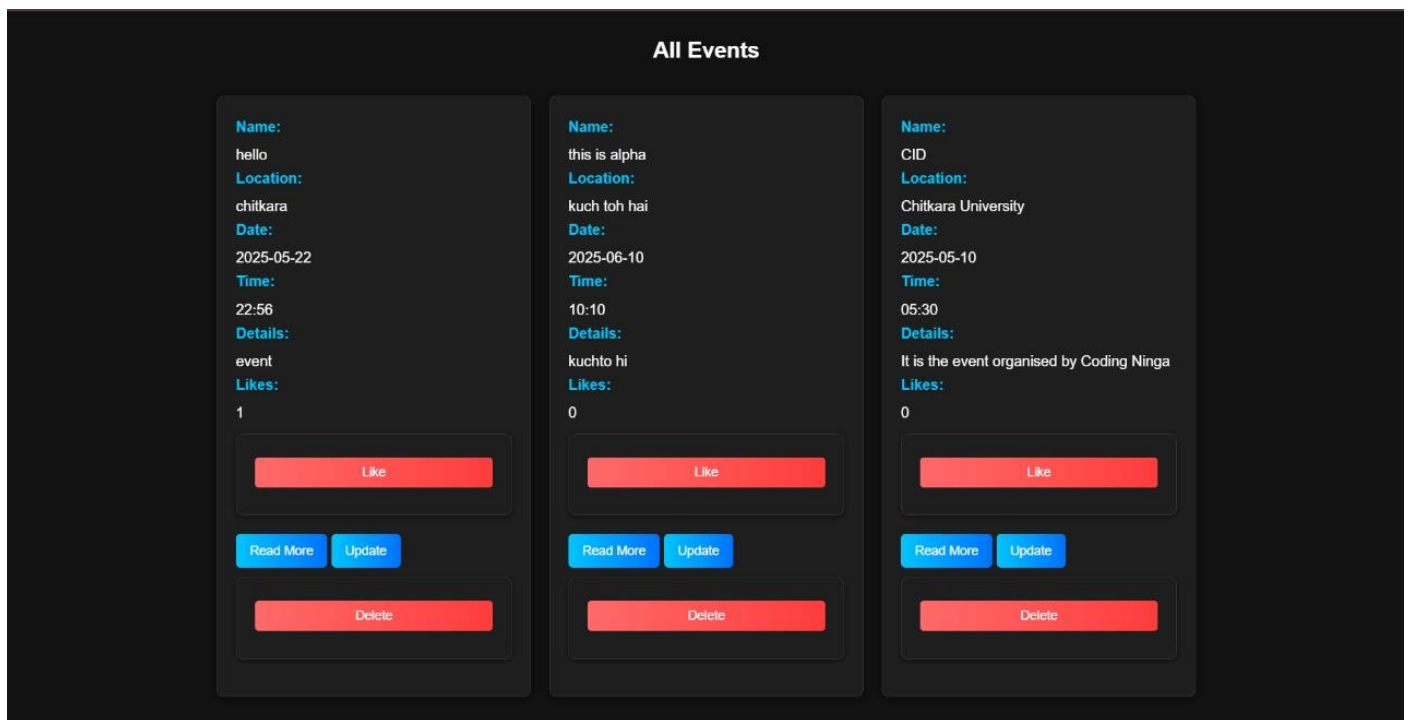 All Events
Name:
hello
Location:
chitkara
Date:
2025-05-22
Time:
22:56
Details:
event
Likes:
1
Like
Read More
Update
Delete
Name:
this is alpha
Location:
kuch toh hai
Date:
2025-06-10
Time:
10:10
Details:
kuchto hi
Likes:
0
Like
Read More
Update
Delete
Name:
CID
Location:
Chitkara University
Date:
2025-05-10
Time:
05:30
Details:
It is the event organised by Coding Ninga
Likes:
0
Like
Read More
Update
Delete